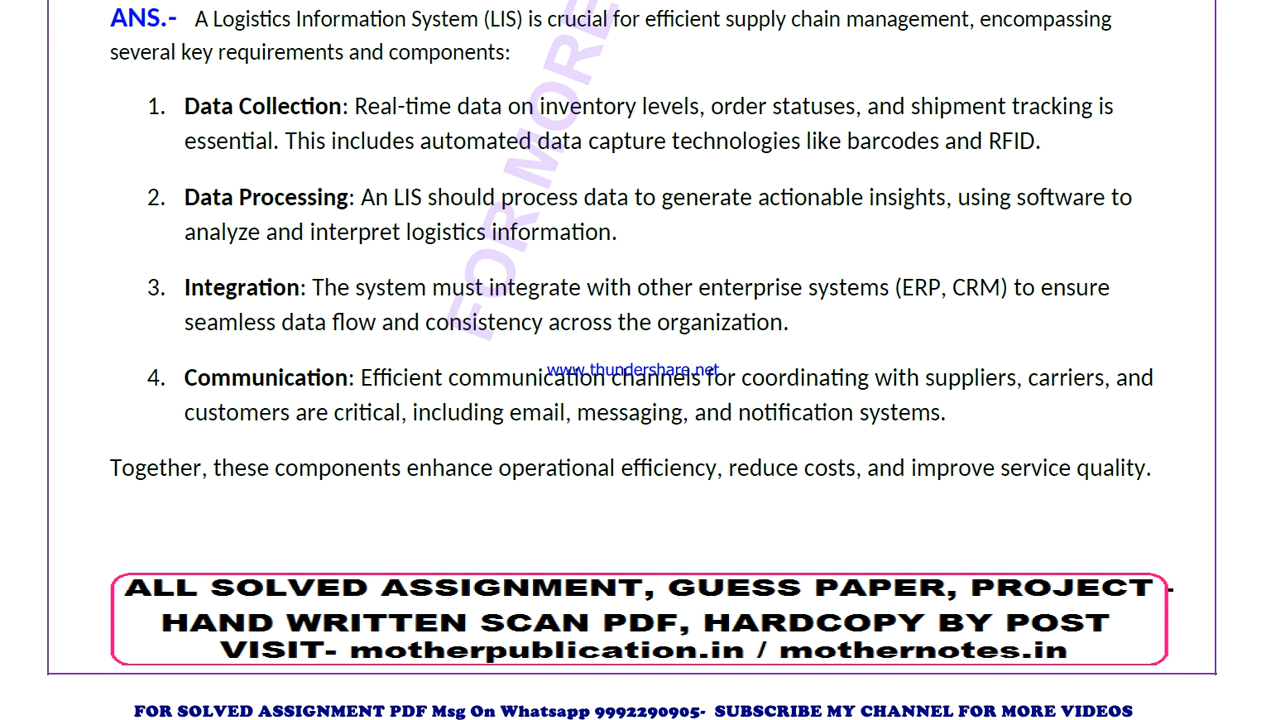 ANS.- A Logistics Information System (LIS) is crucial for efficient supply chain management, encompassing
several key requirements and components:
1. Data Collection: Real-time data on inventory levels, order statuses, and shipment tracking is
essential. This includes automated data capture technologies like barcodes and RFID.
2. Data Processing: An LIS should process data to generate actionable insights, using software to
analyze and interpret logistics information.
3. Integration: The system must integrate with other enterprise systems (ERP, CRM) to ensure
seamless data flow and consistency across the organization.
www.thundershare.net
4. Communication: Efficient communication channels for coordinating with suppliers, carriers, and
customers are critical, including email, messaging, and notification systems.
Together, these components enhance operational efficiency, reduce costs, and improve service quality.
FOR MORE
ALL SOLVED ASSIGNMENT, GUESS PAPER, PROJECT -
HAND WRITTEN SCAN PDF, HARDCOPY BY POST
VISIT- motherpublication.in / mothernotes.in
FOR SOLVED ASSIGNMENT PDF Msg On Whatsapp 9992290905- SUBSCRIBE MY CHANNEL FOR MORE VIDEOS